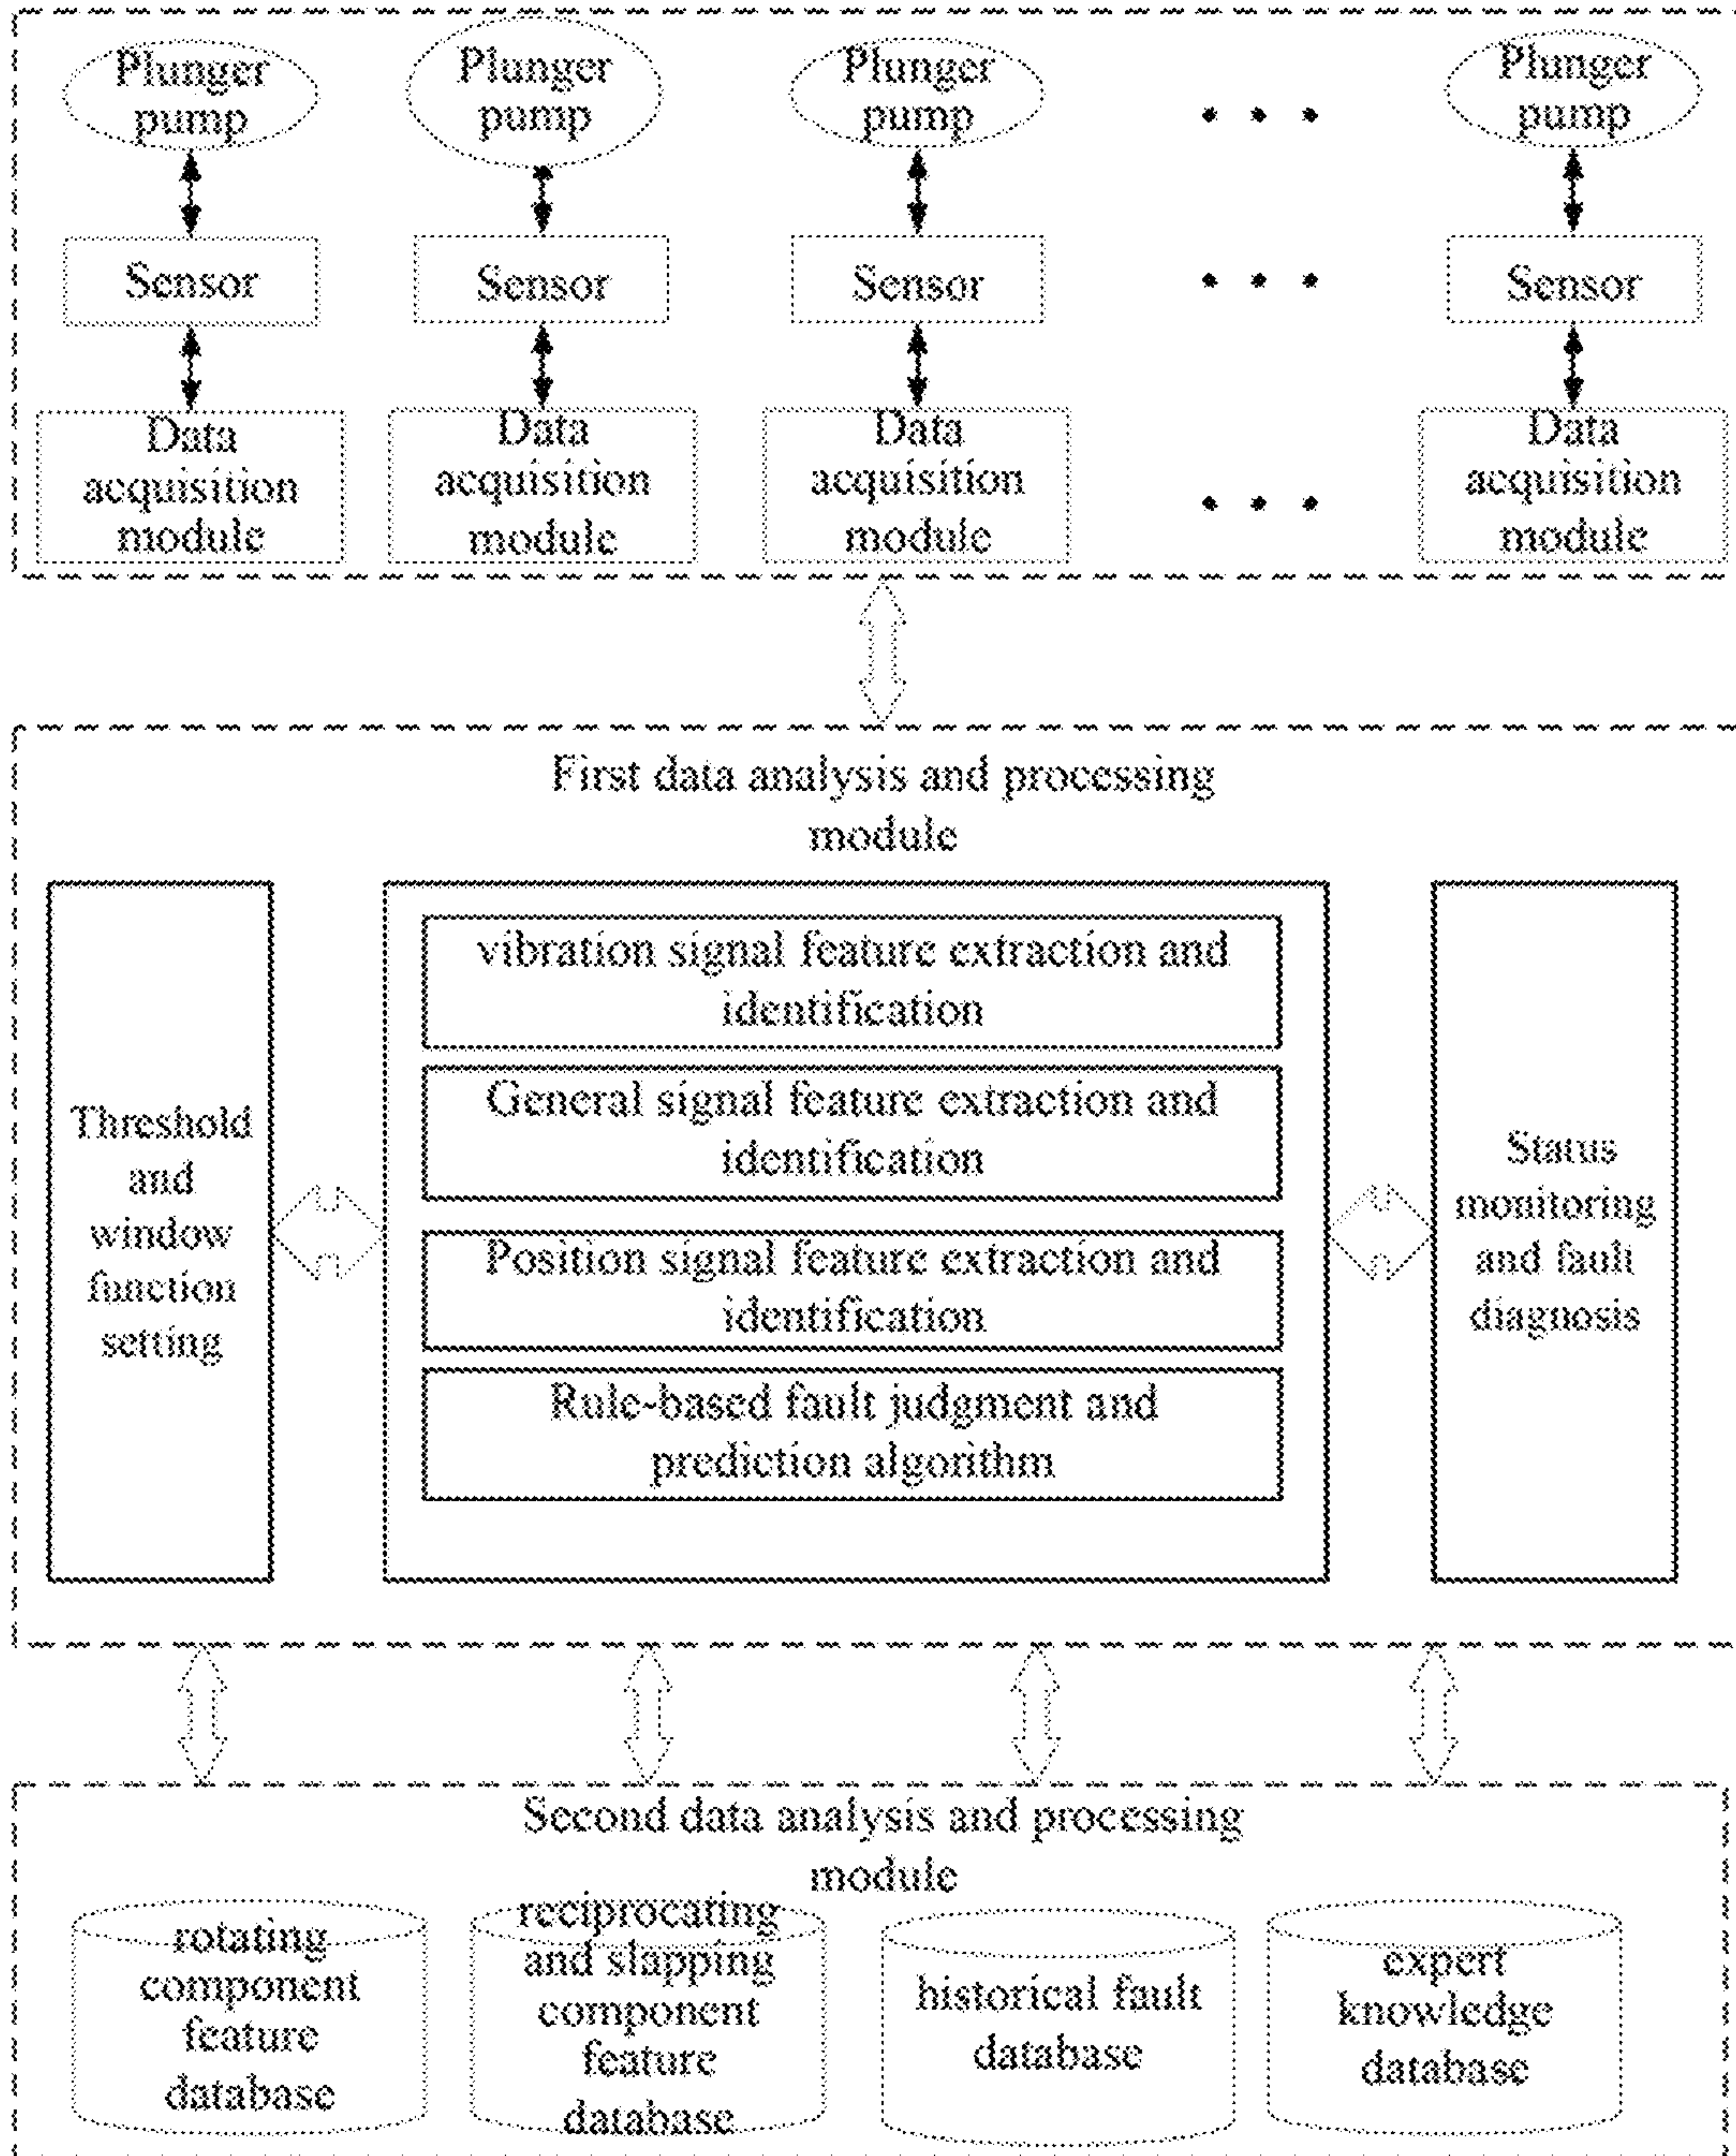 Plunger
pump
Plunger
pump
Plunger
pump
Plunger
pump
Sensor
Sensor
Sensor
Sensor
Data
acquisition
module
Data
acquisition
module
Data
acquisition
module
Data
acquisition
module
First data analysis and processing
module
Threshold
and
window
function
setting
vibration signal feature extraction and
identification
General signal feature extraction and
identification
Position signal feature extraction and
identification
Rule-based fault judgment and
prediction algorithm
Status
monitoring
and fault
diagnosis
Second data analysis and processing
module
rotating
component
feature
database
reciprocating
and slapping
component
feature
database
historical fault
database
expert
knowledge
database